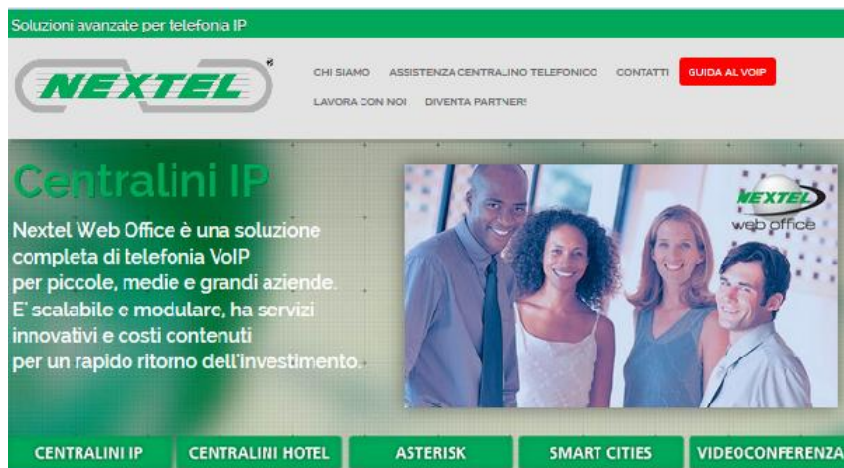 Soluzioni avanzate per telefonia IP
NEXTEL
CHI SIAMO ASSISTENZA CENTRALINO TELEFONICO CONTATTI GUIDA AL VOIP
LAVORA CON NOI DIVENTA PARTNER!
Centralini IP
Nextel Web Office è una soluzione
completa di telefonia VoIP
per piccole, medie e grandi aziende.
E' scalabile e modulare, ha servizi
innovativi e costi contenuti
per un rapido ritorno dell'investimento.
NEXTEL
web office
CENTRALINI IP CENTRALINI HOTEL ASTERISK SMART CITIES VIDEOCONFERENZA